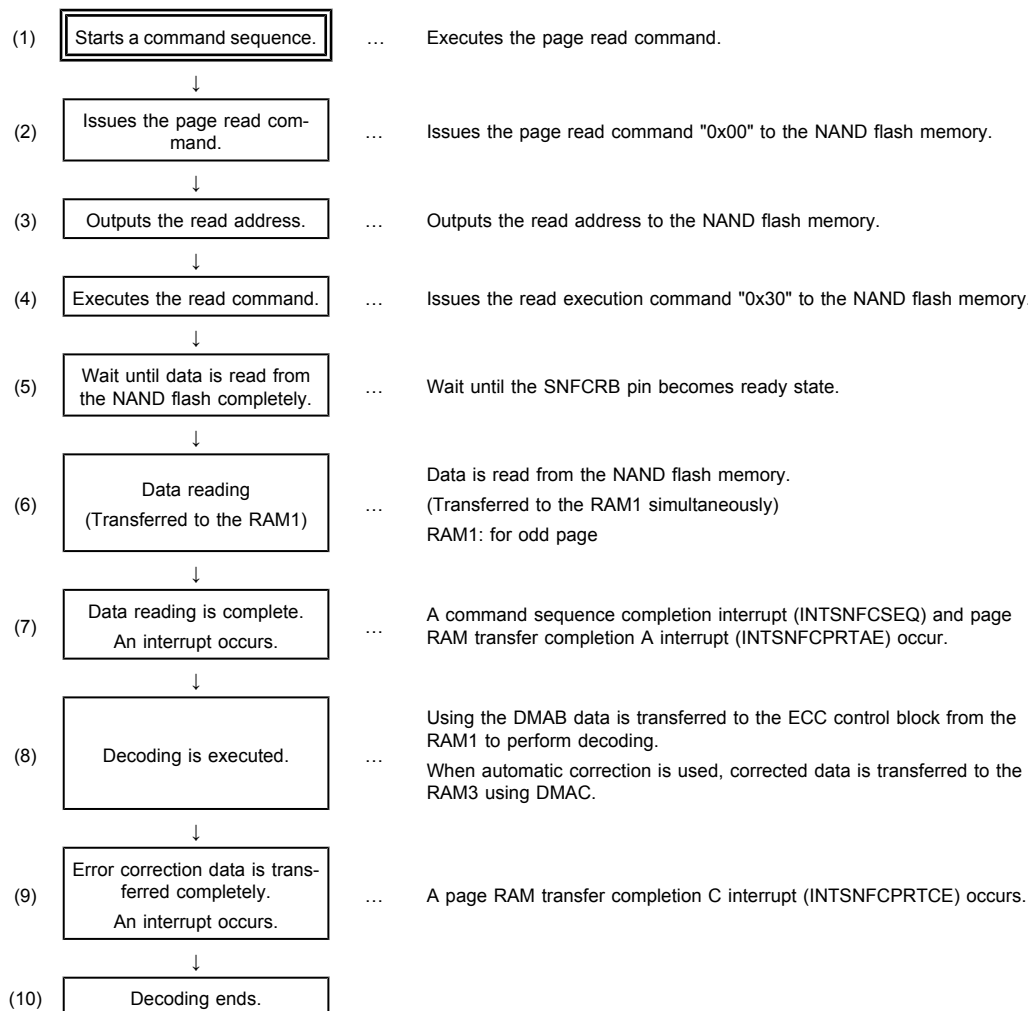 (1) Starts a command sequence. … Executes the page read command.
↓
(2) Issues the page read com-
mand. … Issues the page read command "0x00" to the NAND flash memory.
↓
(3) Outputs the read address. … Outputs the read address to the NAND flash memory.
↓
(4) Executes the read command. … Issues the read execution command "0x30" to the NAND flash memory.
↓
(5) Wait until data is read from
the NAND flash completely. … Wait until the SNFCRB pin becomes ready state.
↓
(6) Data reading
(Transferred to the RAM1) …
Data is read from the NAND flash memory.
(Transferred to the RAM1 simultaneously)
RAM1: for odd page
↓
(7) Data reading is complete.
An interrupt occurs. …
A command sequence completion interrupt (INTSNFCSEQ) and page
RAM transfer completion A interrupt (INTSNFCPRTAE) occur.
↓
(8) Decoding is executed. …
Using the DMAB data is transferred to the ECC control block from the
RAM1 to perform decoding.
When automatic correction is used, corrected data is transferred to the
RAM3 using DMAC.
↓
(9) Error correction data is trans-
ferred completely.
An interrupt occurs. … A page RAM transfer completion C interrupt (INTSNFCPRTCE) occurs.
↓
(10) Decoding ends.